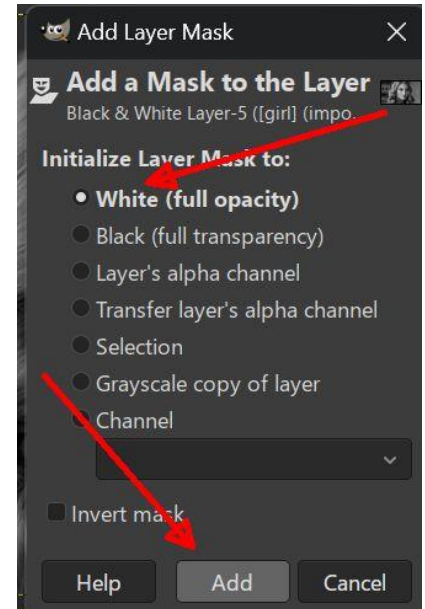 Add Layer Mask
Add a Mask to the Layer
Black & White Layer-5 ([girl] (impo..
Initialize Layer Mask to:
White (full opacity)
Black (full transparency)
Layer's alpha channel
Transfer layer's alpha channel
Selection
Grayscale copy of layer
Channel
Invert mask
Help Add Cancel